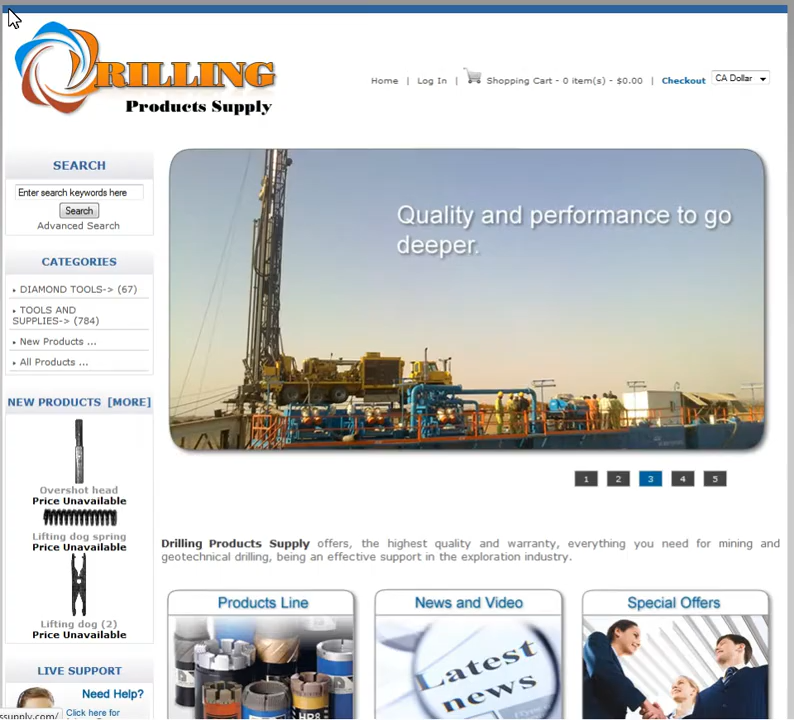 DRILLING
Products Supply
Home | Log In | Shopping Cart - 0 item(s) - $0.00 | Checkout CA Dollar
SEARCH
Enter search keywords here
Search
Advanced Search
CATEGORIES
DIAMOND TOOLS-> (67)
TOOLS AND
SUPPLIES-> (784)
New Products ...
All Products ...
NEW PRODUCTS [MORE]
Overshot head
Price Unavailable
Lifting dog spring
Price Unavailable
Lifting dog (2)
Price Unavailable
LIVE SUPPORT
Need Help?
Click here for
ssupply.com/
Quality and performance to go
deeper.
1 2 3 4 5
Drilling Products Supply offers, the highest quality and warranty, everything you need for mining and
geotechnical drilling, being an effective support in the exploration industry.
Products Line
News and Video
Special Offers
Latest
news